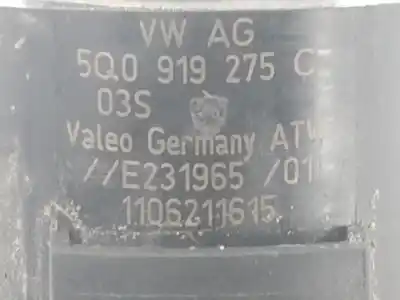 VW AG
5Q0 919 275 C
03S
Valeo Germany ATW
//E231965 /01
1106211615